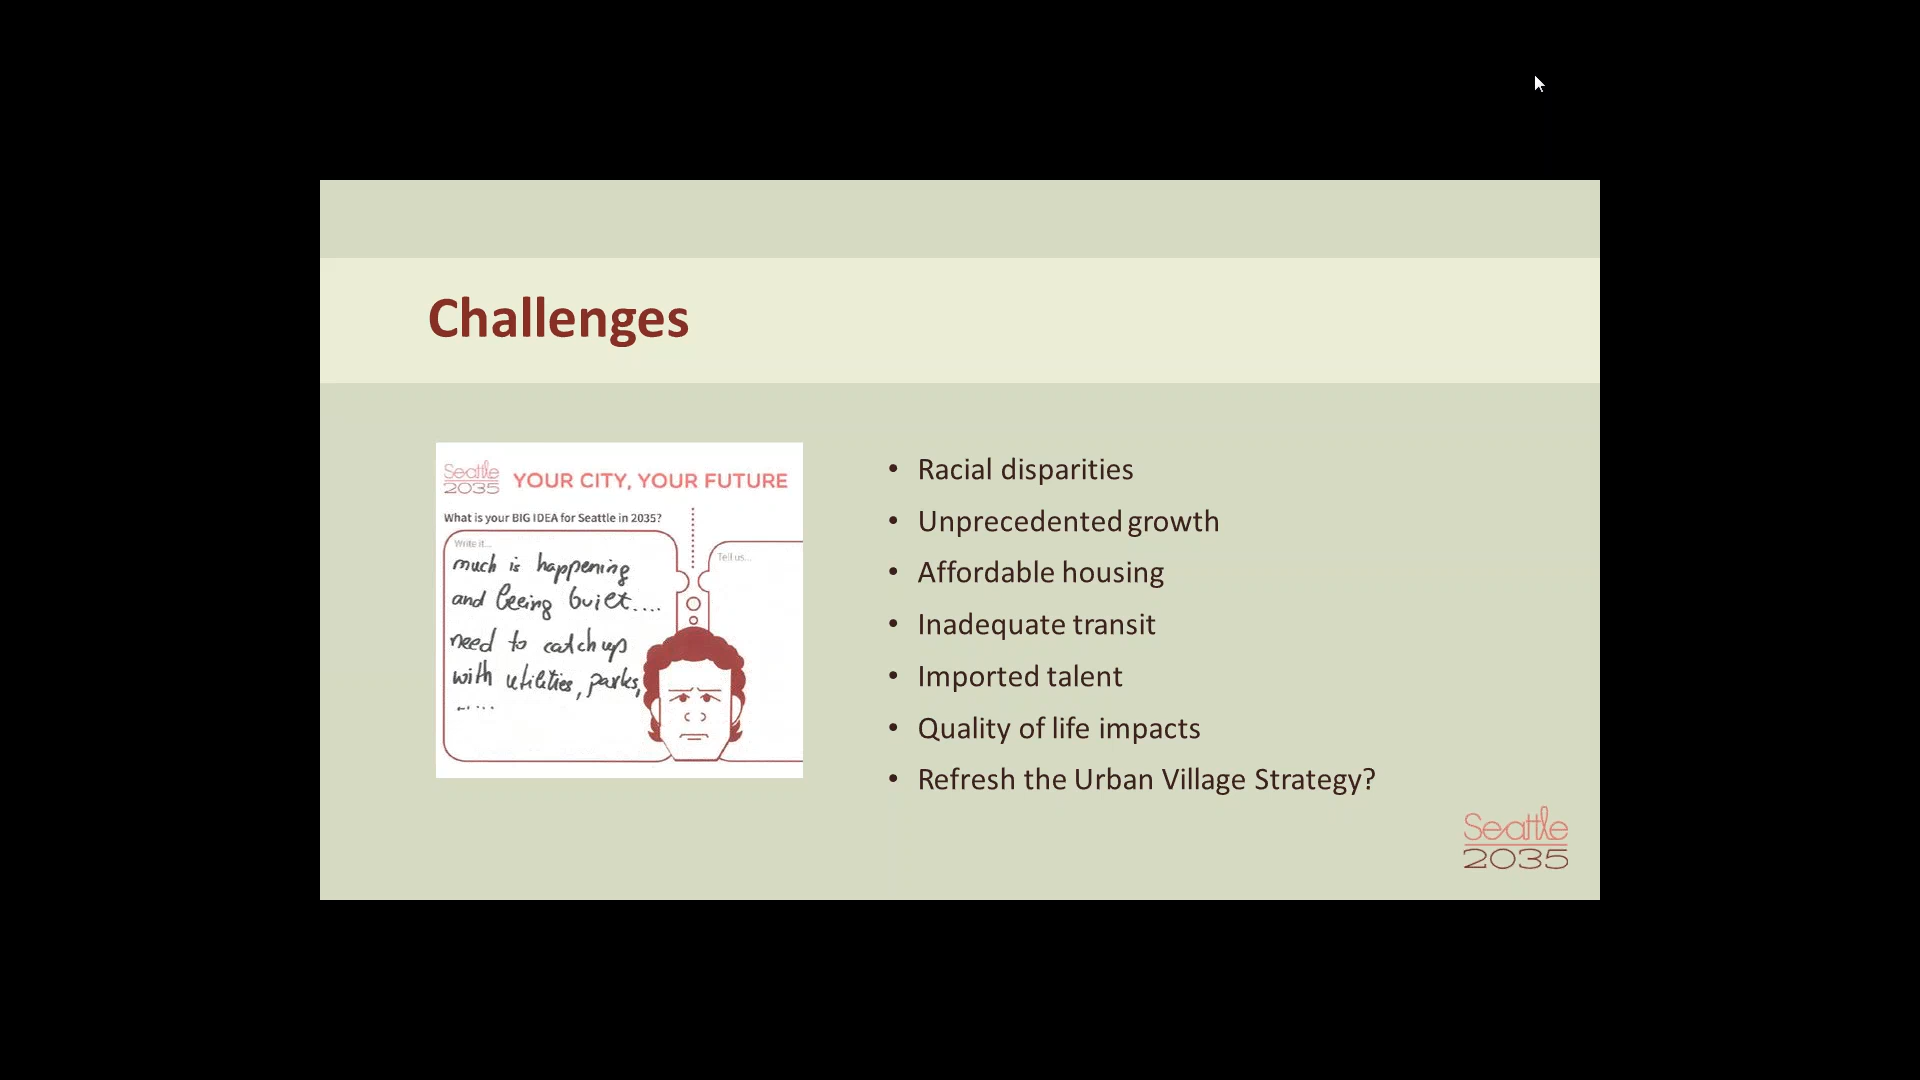 Challenges
Seattle
2035
YOUR CITY, YOUR FUTURE
What is your BIG IDEA for Seattle in 2035?
Write it...
Tell us...
much is happening
and being built....
need to catch up
with utilities, parks,
.....
• Racial disparities
• Unprecedented growth
• Affordable housing
• Inadequate transit
• Imported talent
• Quality of life impacts
• Refresh the Urban Village Strategy?
Seattle
2035